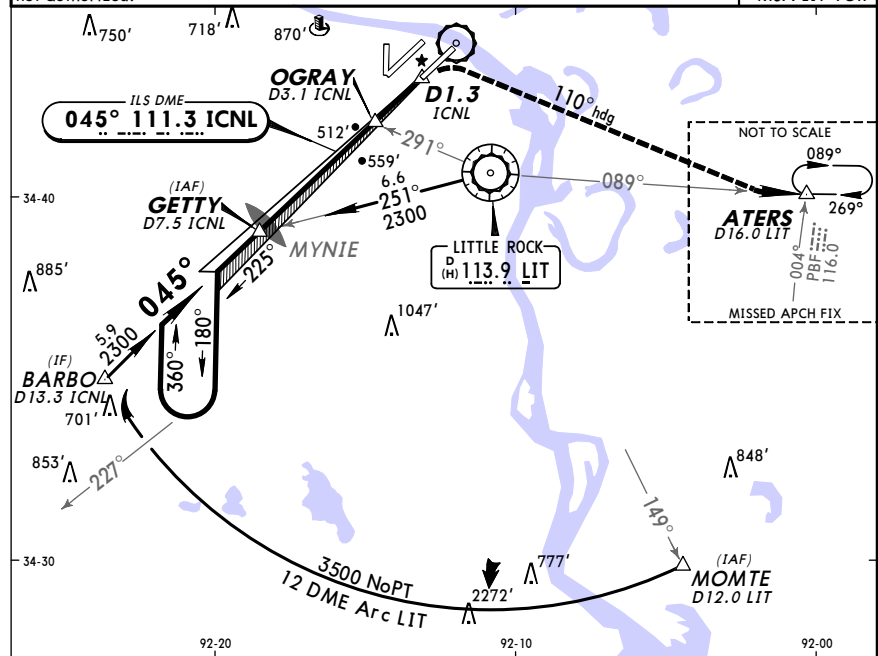 750'
718'
870'
OGRAY
D3.1 ICNL
D1.3
ICNL
ILS DME
045° 111.3 ICNL
110° hdg
NOT TO SCALE
089°
512'
291°
559'
6.6
251°
2300
089°
269°
34-40
(IAF)
GETTY
D7.5 ICNL
MYNIE
ATERS
D16.0 LIT
LITTLE ROCK
D
(H) 113.9 LIT
004°
PBF
116.0
MISSED APCH FIX
885'
045°
225°
1047'
5.9
2300
360°
180°
(IF)
BARBO
D13.3 ICNL
701'
853'
227°
848'
149°
34-30
3500 NoPT
12 DME Arc LIT
2272'
777'
(IAF)
MOMTE
D12.0 LIT
92-20
92-10
92-00